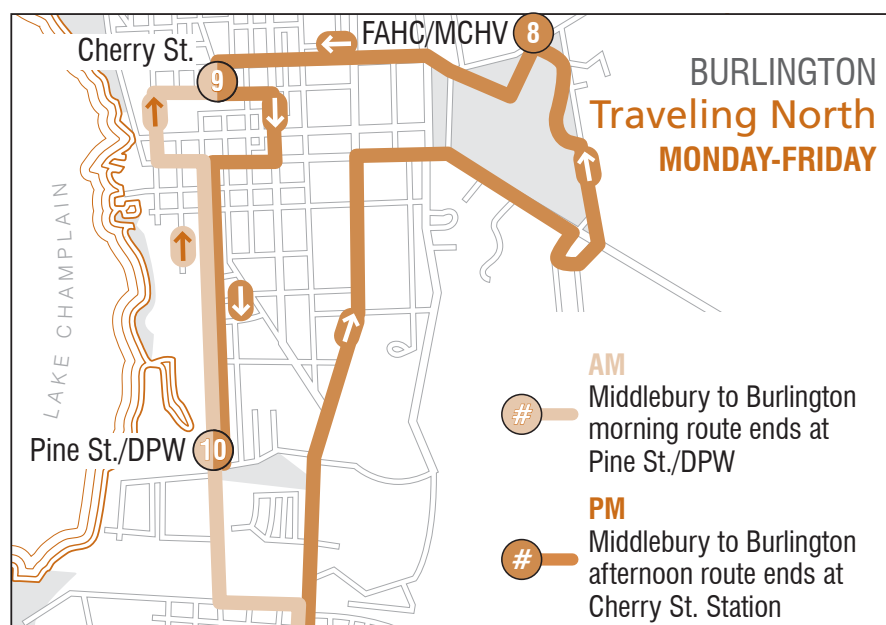 Cherry St.
FAHC/MCHV
8
9
BURLINGTON
Traveling North
MONDAY-FRIDAY
LAKE CHAMPLAIN
Pine St./DPW
10
AM
#
Middlebury to Burlington
morning route ends at
Pine St./DPW
PM
#
Middlebury to Burlington
afternoon route ends at
Cherry St. Station